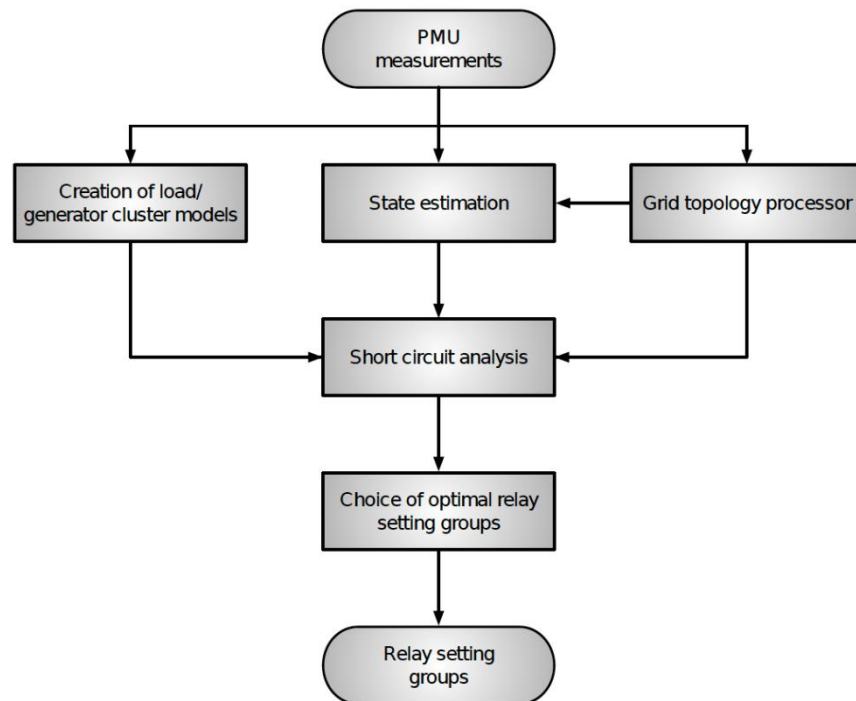 PMU
measurements
Creation of load/
generator cluster models
State estimation
Grid topology processor
Short circuit analysis
Choice of optimal relay
setting groups
Relay setting
groups